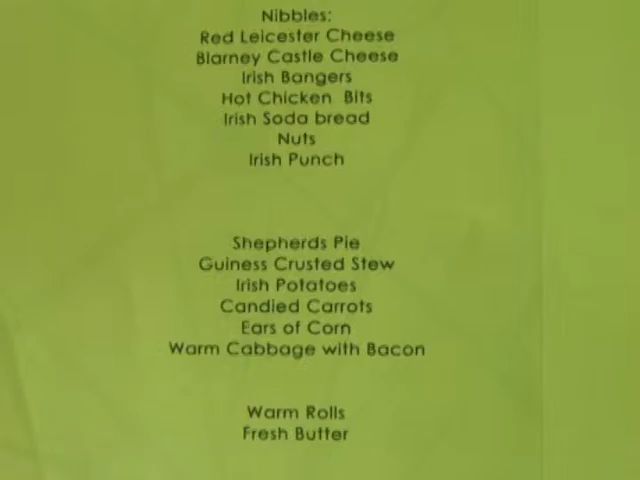 Nibbles:
Red Leicester Cheese
Blarney Castle Cheese
Irish Bangers
Hot Chicken Bits
Irish Soda bread
Nuts
Irish Punch
Shepherds Pie
Guiness Crusted Stew
Irish Potatoes
Candied Carrots
Ears of Corn
Warm Cabbage with Bacon
Warm Rolls
Fresh Butter